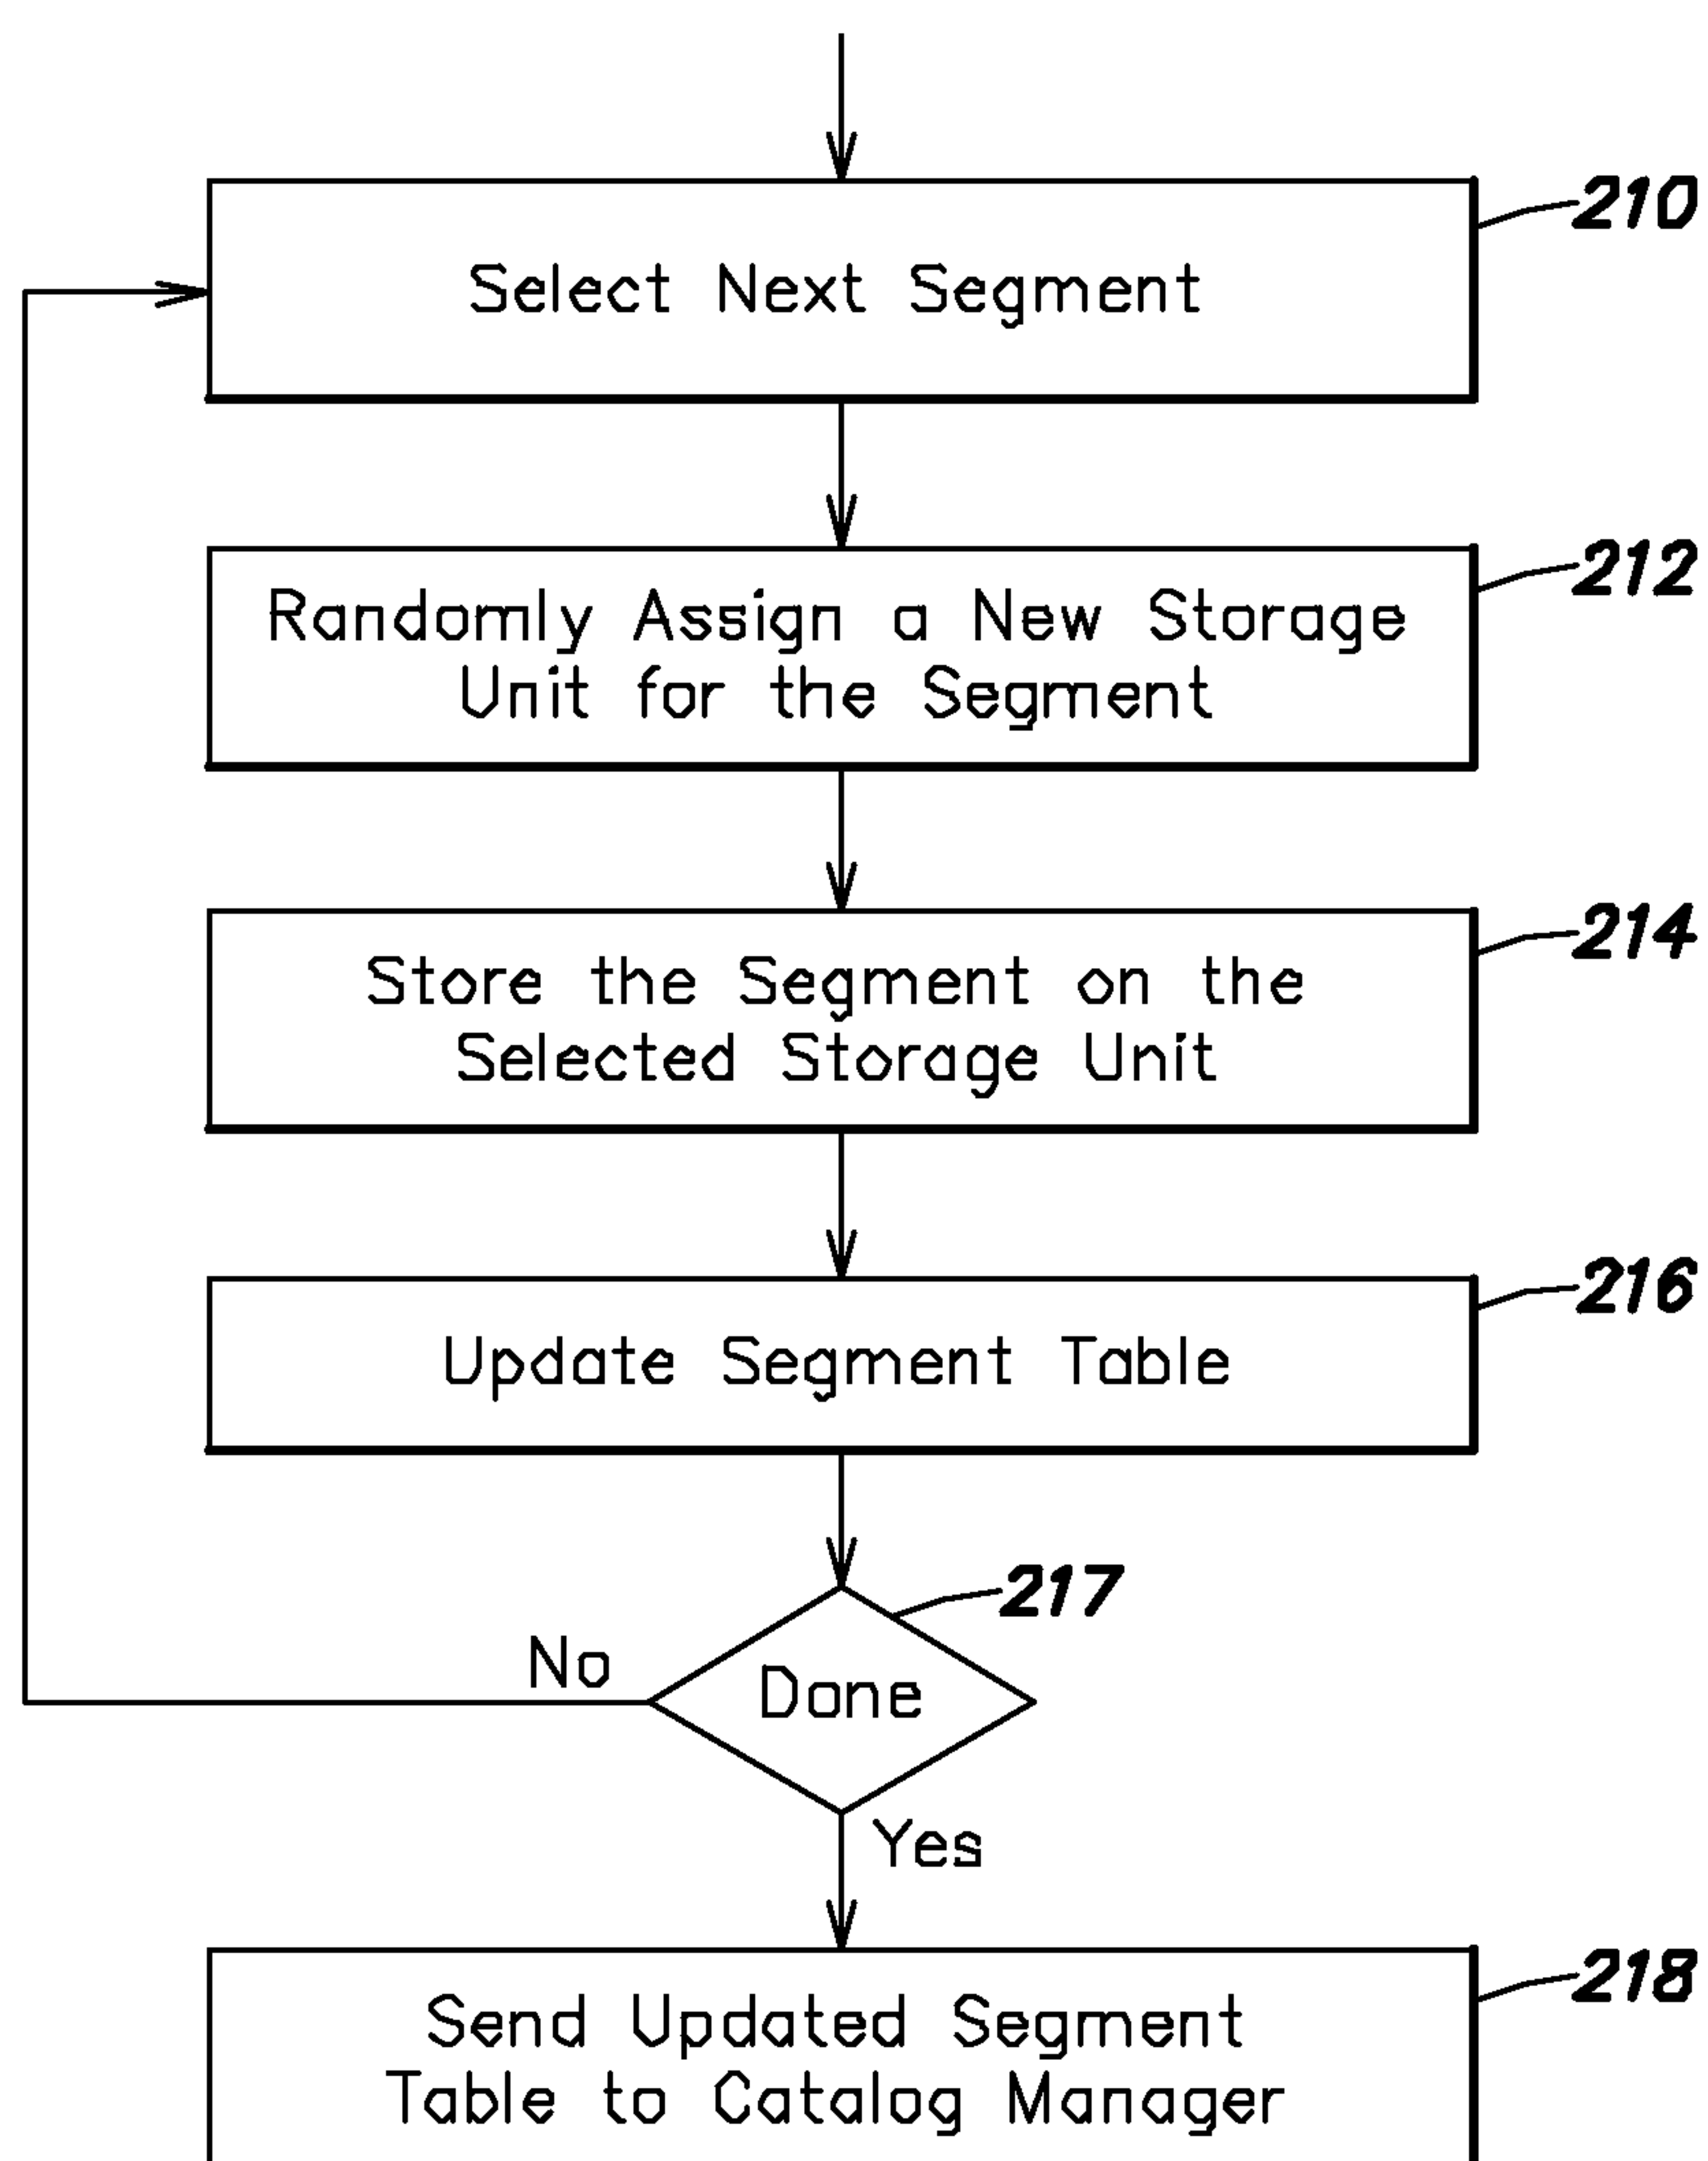 210
Select Next Segment
212
Randomly Assign a New Storage
Unit for the Segment
214
Store the Segment on the
Selected Storage Unit
216
Update Segment Table
217
No
Done
Yes
218
Send Updated Segment
Table to Catalog Manager